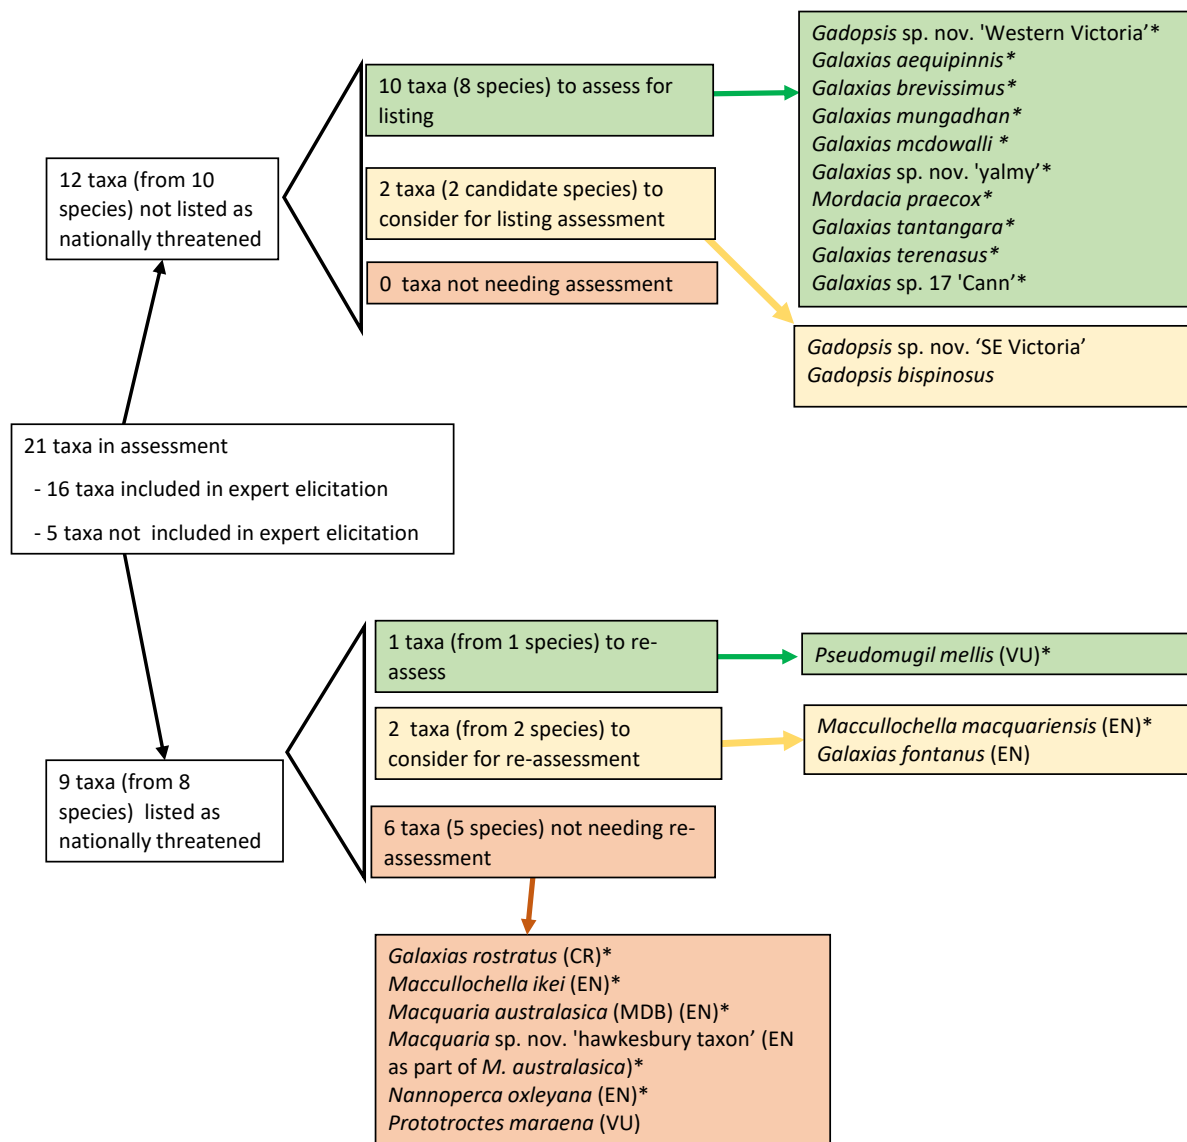 12 taxa (from 10
species) not listed as
nationally threatened
10 taxa (8 species) to assess for
listing
2 taxa (2 candidate species) to
consider for listing assessment
0  taxa not needing assessment
Gadopsis sp. nov. 'Western Victoria’*
Galaxias aequipinnis*
Galaxias brevissimus*
Galaxias mungadhan*
Galaxias mcdowalli *
Galaxias sp. nov. 'yalmy’*
Mordacia praecox*
Galaxias tantangara*
Galaxias terenasus*
Galaxias sp. 17 'Cann’*
Gadopsis sp. nov. ‘SE Victoria’
Gadopsis bispinosus
21 taxa in assessment
- 16 taxa included in expert elicitation
- 5 taxa not  included in expert elicitation
9 taxa (from 8
species)  listed as
nationally threatened
1 taxa (from 1 species) to re-
assess
2  taxa (from 2 species) to
consider for re-assessment
6 taxa (5 species) not needing re-
assessment
Pseudomugil mellis (VU)*
Maccullochella macquariensis (EN)*
Galaxias fontanus (EN)
Galaxias rostratus (CR)*
Maccullochella ikei (EN)*
Macquaria australasica (MDB) (EN)*
Macquaria sp. nov. 'hawkesbury taxon’ (EN
as part of M. australasica)*
Nannoperca oxleyana (EN)*
Prototroctes maraena (VU)